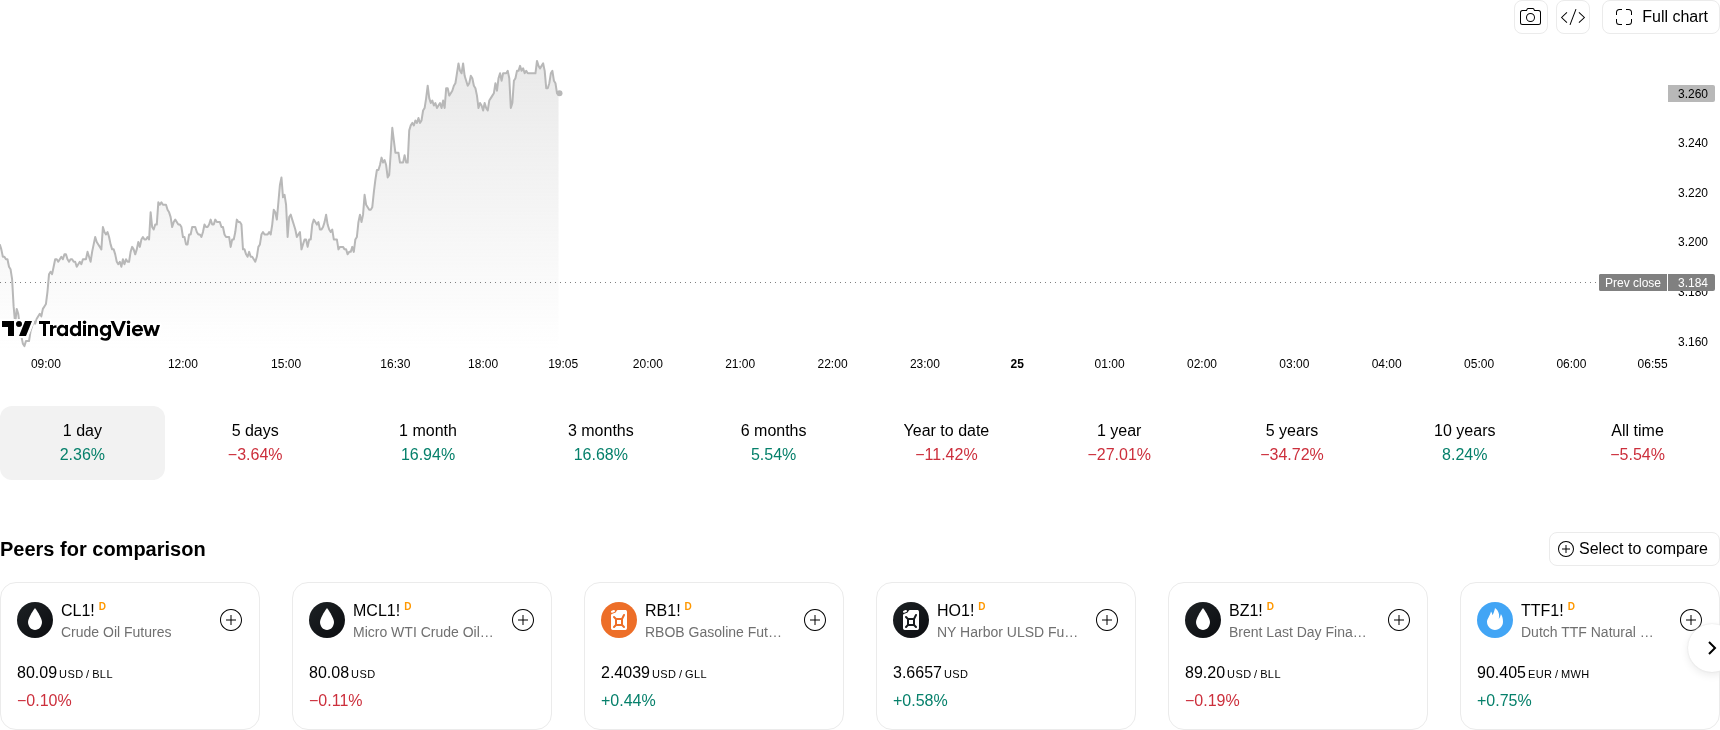 </> Full chart
3.260
3.240
3.220
3.200
Prev close 3.184
3.180
3.160
TradingView
09:00 12:00 15:00 16:30 18:00 19:05 20:00 21:00 22:00 23:00 25 01:00 02:00 03:00 04:00 05:00 06:00 06:55
1 day 5 days 1 month 3 months 6 months Year to date 1 year 5 years 10 years All time
2.36% −3.64% 16.94% 16.68% 5.54% −11.42% −27.01% −34.72% 8.24% −5.54%
Peers for comparison Select to compare
CL1! D
Crude Oil Futures
80.09 USD / BLL
−0.10%
MCL1! D
Micro WTI Crude Oil…
80.08 USD
−0.11%
RB1! D
RBOB Gasoline Fut…
2.4039 USD / GLL
+0.44%
HO1! D
NY Harbor ULSD Fu…
3.6657 USD
+0.58%
BZ1! D
Brent Last Day Fina…
89.20 USD / BLL
−0.19%
TTF1! D
Dutch TTF Natural …
90.405 EUR / MWH
+0.75%